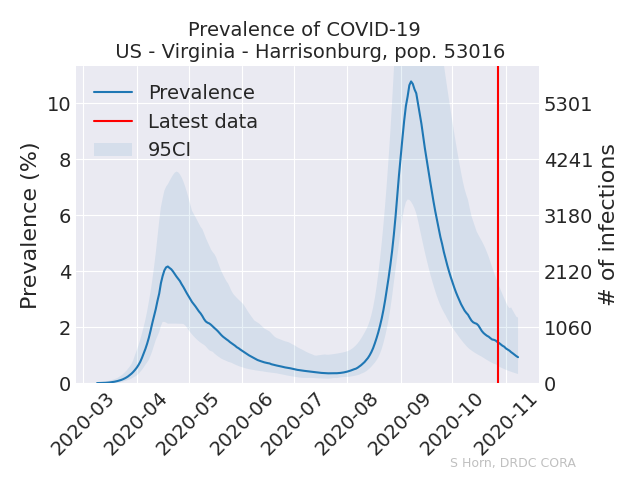 Prevalence of COVID-19
US - Virginia - Harrisonburg, pop. 53016
Prevalence
Latest data
95CI
Prevalence (%)
10
8
6
4
2
0
5301
4241
3180
2120
1060
0
# of infections
2020-03
2020-04
2020-05
2020-06
2020-07
2020-08
2020-09
2020-10
2020-11
S Horn, DRDC CORA